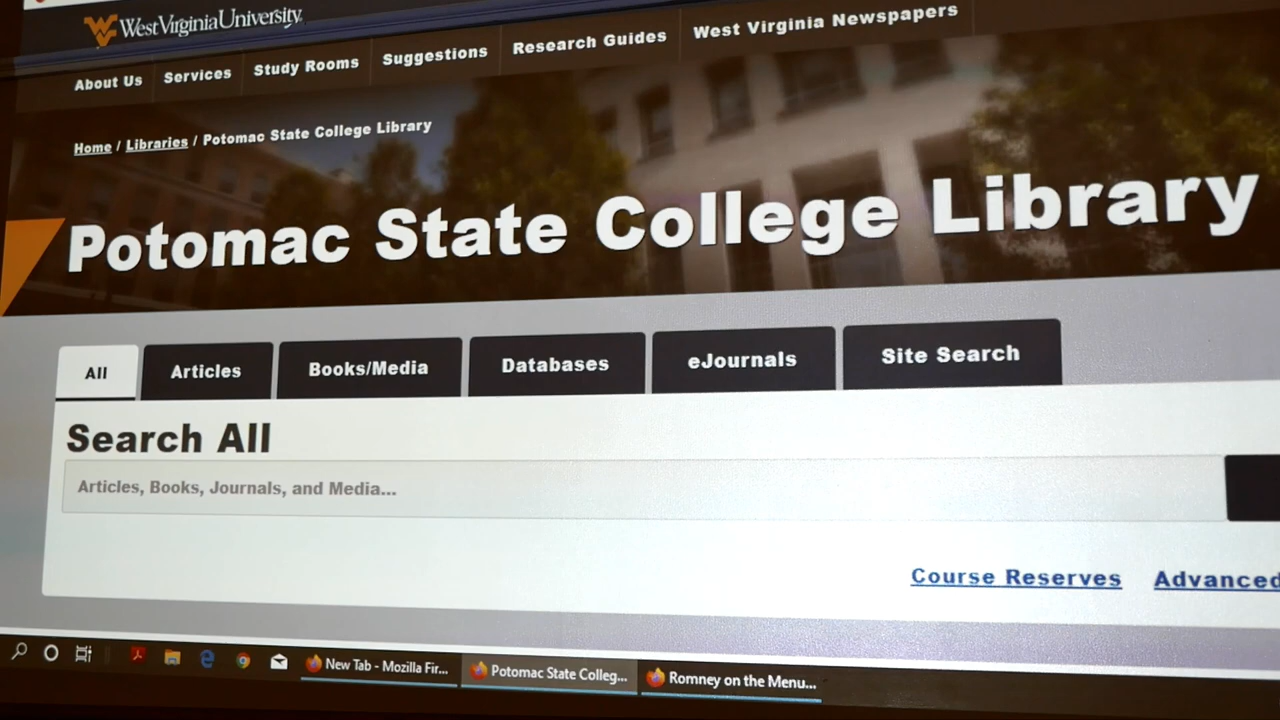 West Virginia University
About Us Services Study Rooms Suggestions Research Guides West Virginia Newspapers
Home / Libraries / Potomac State College Library
Potomac State College Library
All Articles Books/Media Databases eJournals Site Search
Search All
Articles, Books, Journals, and Media...
Course Reserves Advanced
New Tab - Mozilla Fir... Potomac State Colleg... Romney on the Menu...